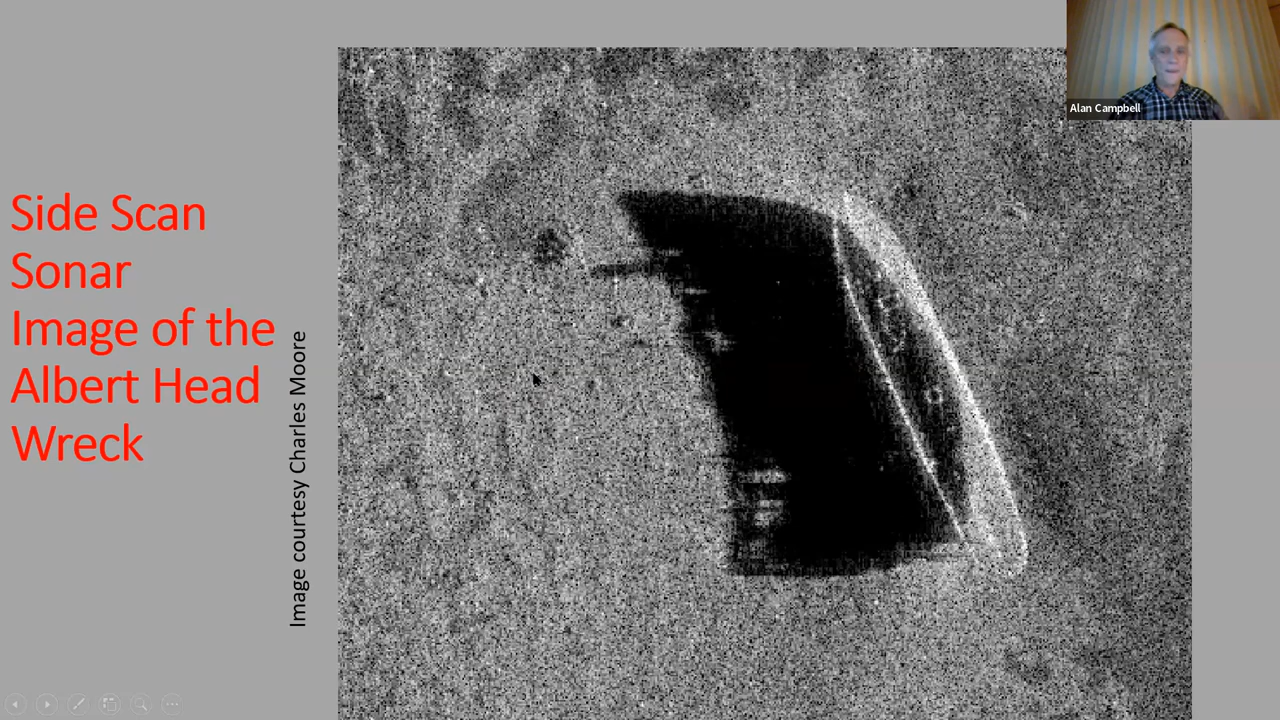 Side Scan
Sonar
Image of the
Albert Head
Wreck
Image courtesy Charles Moore
Alan Campbell